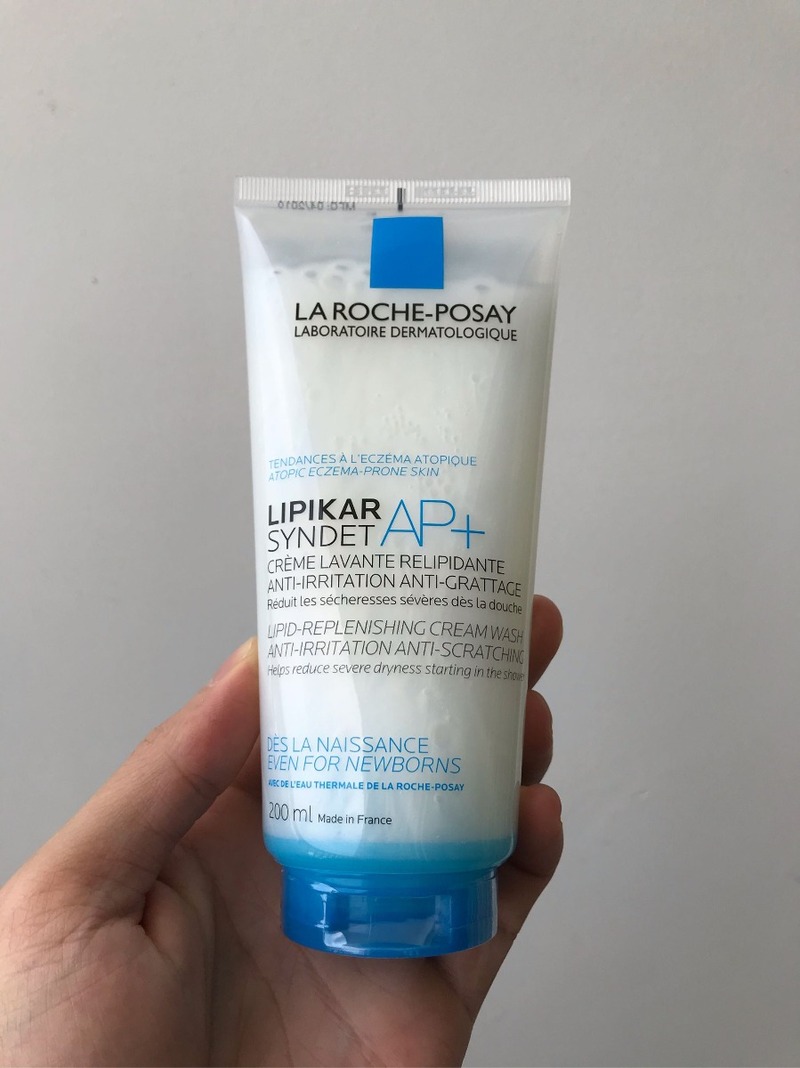 LA ROCHE-POSAY
LABORATOIRE DERMATOLOGIQUE
TENDANCES À L'ECZÉMA ATOPIQUE
ATOPIC ECZEMA-PRONE SKIN
LIPIKAR
SYNDET AP+
CRÈME LAVANTE RELIPIDANTE
ANTI-IRRITATION ANTI-GRATTAGE
Réduit les sécheresses sévères dès la douche
LIPID-REPLENISHING CREAM WASH
ANTI-IRRITATION ANTI-SCRATCHING
Helps reduce severe dryness starting in the shower
DÈS LA NAISSANCE
EVEN FOR NEWBORNS
AVEC DE L'EAU THERMALE DE LA ROCHE-POSAY
200 ml Made in France